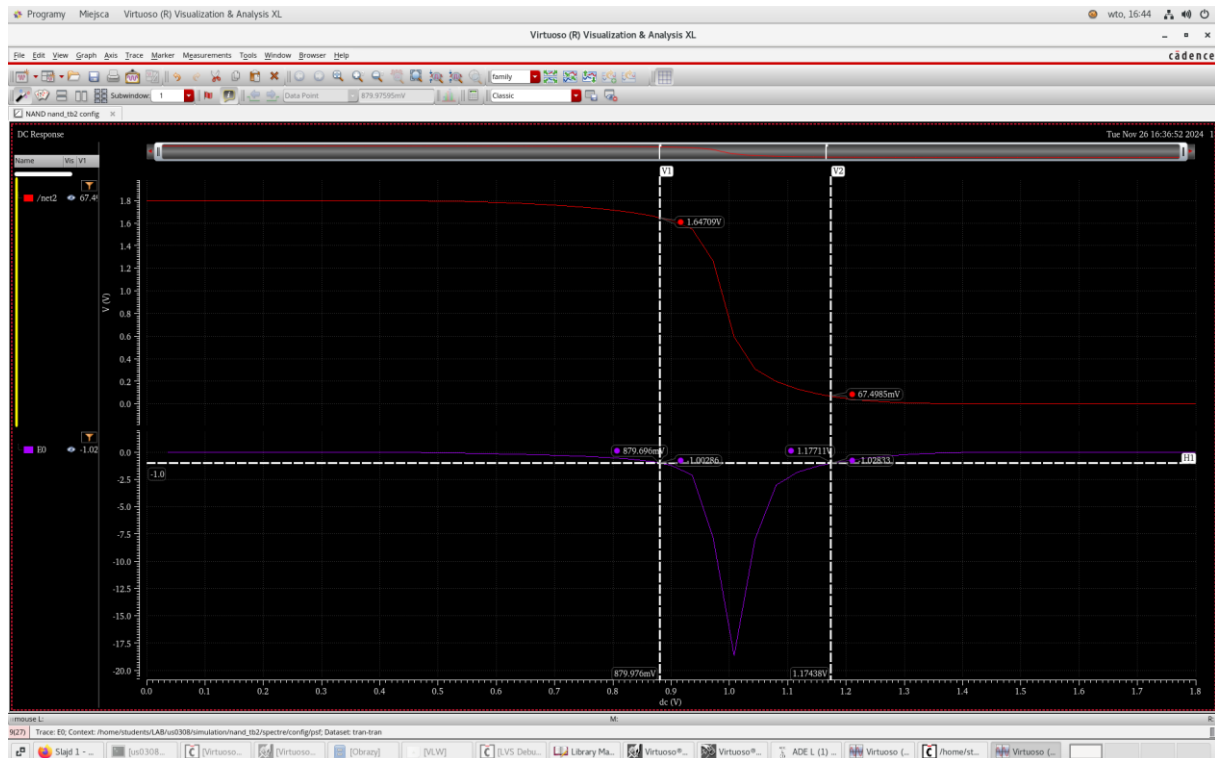 Programy Miejsca Virtuoso (R) Visualization & Analysis XL wto, 16:44
Virtuoso (R) Visualization & Analysis XL
File Edit View Graph Axis Trace Marker Measurements Tools Window Browser Help cādence
family
Subwindow: 1 Data Point 879.97595mV Classic
NAND nand_tb2 config
DC Response Tue Nov 26 16:36:52 2024 1
Name Vis V1
V1 V2
/net2 67.49
1.8
1.64709V
1.6
1.4
1.2
1.0
V (V)
0.8
0.6
0.4
67.4985mV
0.2
0.0
E0 -1.02
0.0 879.696mV 1.17711V
-1.00286 -1.02833 H1
-1.0
-2.5
-5.0
-7.5
-10.0
-12.5
-15.0
-17.5
-20.0 879.976mV 1.17438V
0.0 0.1 0.2 0.3 0.4 0.5 0.6 0.7 0.8 0.9 1.0 1.1 1.2 1.3 1.4 1.5 1.6 1.7 1.8
dc (V)
mouse L: M: R:
9(27) Trace: E0; Context: /home/students/LAB/us0308/simulation/nand_tb2/spectre/config/psf; Dataset: tran-tran
Slajd 1 - ... [us0308... [Virtuoso... [Virtuoso... [Obrazy] [VLW] [LVS Debu... Library Ma... Virtuoso®... Virtuoso®... ADE L (1) ... Virtuoso (... /home/st... Virtuoso (...